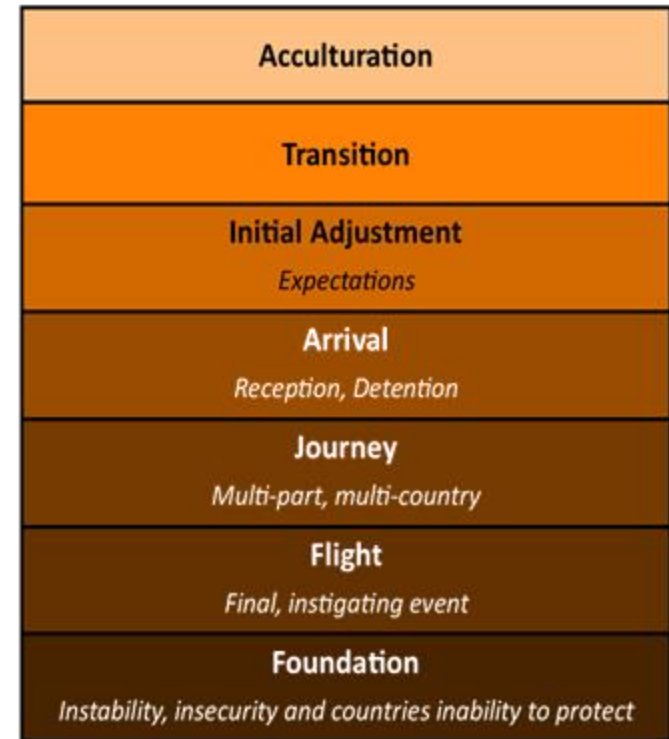 Acculturation
Transition
Initial Adjustment
Expectations
Arrival
Reception, Detention
Journey
Multi-part, multi-country
Flight
Final, instigating event
Foundation
Instability, insecurity and countries inability to protect